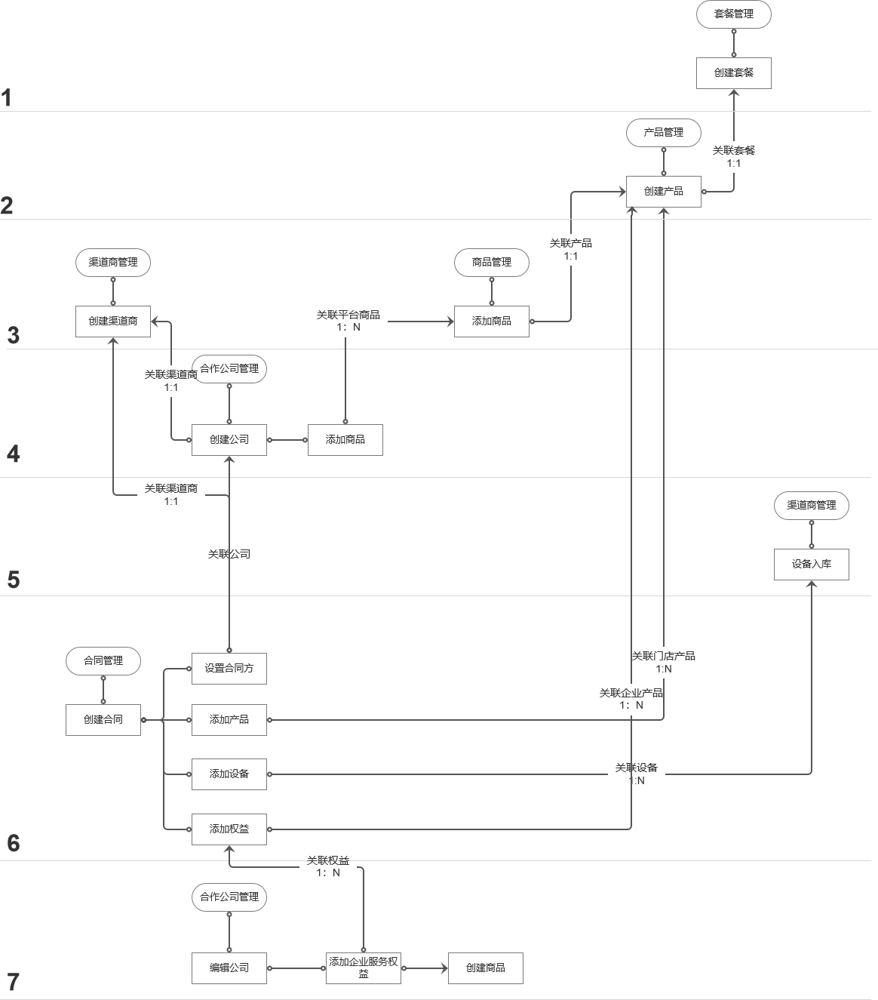 套餐管理
创建套餐
1
产品管理
关联套餐
1:1
创建产品
2
关联产品
1:1
渠道商管理
商品管理
创建渠道商
关联平台商品
1：N
添加商品
3
合作公司管理
关联渠道商
1:1
创建公司
添加商品
4
关联渠道商
1:1
渠道商管理
关联公司
设备入库
5
合同管理
关联门店产品
1:N
设置合同方
关联企业产品
1：N
创建合同
添加产品
添加设备
关联设备
1:N
添加权益
6
关联权益
1：N
合作公司管理
编辑公司
添加企业服务权
益
创建商品
7